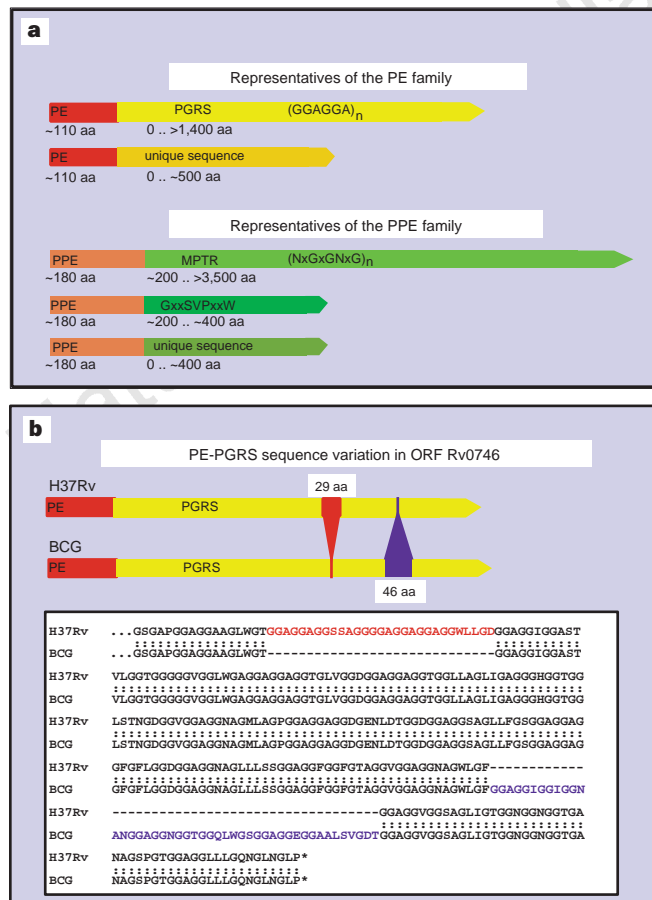 a
Representatives of the PE family
PE PGRS (GGAGGA)n
~110 aa 0 .. >1,400 aa
PE unique sequence
~110 aa 0 .. ~500 aa
Representatives of the PPE family
PPE MPTR (NxGxGNxG)n
~180 aa ~200 .. >3,500 aa
PPE GxxSVPxxW
~180 aa ~200 .. ~400 aa
PPE unique sequence
~180 aa 0 .. ~400 aa
b
PE-PGRS sequence variation in ORF Rv0746
H37Rv 29 aa
PE PGRS
BCG
PE PGRS
46 aa
H37Rv ...GSGAPGGAGGAAGLWGTGGAGGAGGSSAGGGGAGGAGGAGGWLLGDGGAGGIGGAST
BCG ...GSGAPGGAGGAAGLWGT-----------------------------GGAGGIGGAST
H37Rv VLGGTGGGGGVGGLWGAGGAGGAGGTGLVGGDGGAGGAGGTGGLLAGLIGAGGGHGGTGG
BCG VLGGTGGGGGVGGLWGAGGAGGAGGTGLVGGDGGAGGAGGTGGLLAGLIGAGGGHGGTGG
H37Rv LSTNGDGGVGGAGGNAGMLAGPGGAGGAGGDGENLDTGGDGGAGGSAGLLFGSGGAGGAG
BCG LSTNGDGGVGGAGGNAGMLAGPGGAGGAGGDGENLDTGGDGGAGGSAGLLFGSGGAGGAG
H37Rv GFGFLGGDGGAGGNAGLLLSSGGAGGFGGFGTAGGVGGAGGNAGWLGF------------
BCG GFGFLGGDGGAGGNAGLLLSSGGAGGFGGFGTAGGVGGAGGNAGWLGFGGAGGIGGIGGN
H37Rv ----------------------------------GGAGGVGGSAGLIGTGGNGGNGGTGA
BCG ANGGAGGNGGTGGQLWGSGGAGGEGGAALSVGDTGGAGGVGGSAGLIGTGGNGGNGGTGA
H37Rv NAGSPGTGGAGGLLLGQNGLNGLP*
BCG NAGSPGTGGAGGLLLGQNGLNGLP*